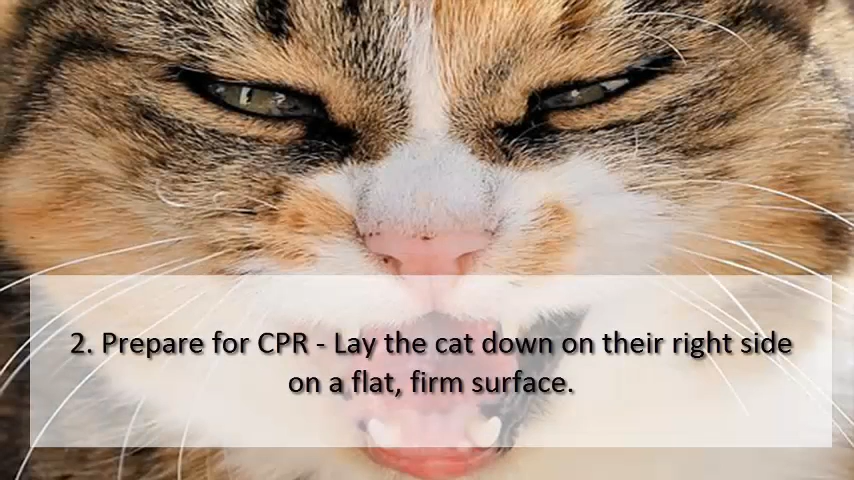 2. Prepare for CPR - Lay the cat down on their right side
on a flat, firm surface.